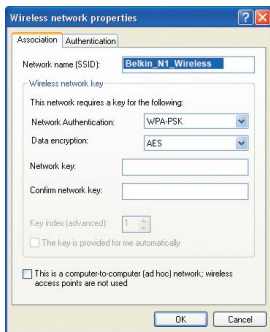 Wireless network properties
Association
Authentication
Network name (SSID):
Belkin_N1_Wireless
Wireless network key
This network requires a key for the following:
Network Authentication:
WPA-PSK
Data encryption:
AES
Network key:
Confirm network key:
Key index (advanced):
1
The key is provided for me automatically
This is a computer-to-computer (ad hoc) network; wireless
access points are not used
OK
Cancel